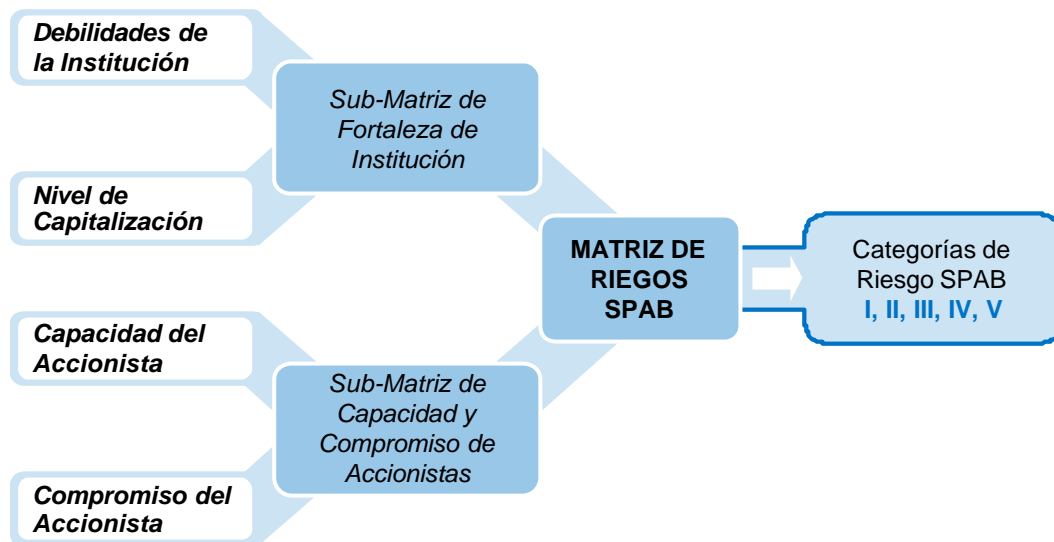 Debilidades de
la Institución
Sub-Matriz de
Fortaleza de
Institución
Nivel de
Capitalización
MATRIZ DE
RIEGOS
SPAB
Categorías de
Riesgo SPAB
I, II, III, IV, V
Capacidad del
Accionista
Sub-Matriz de
Capacidad y
Compromiso de
Accionistas
Compromiso del
Accionista